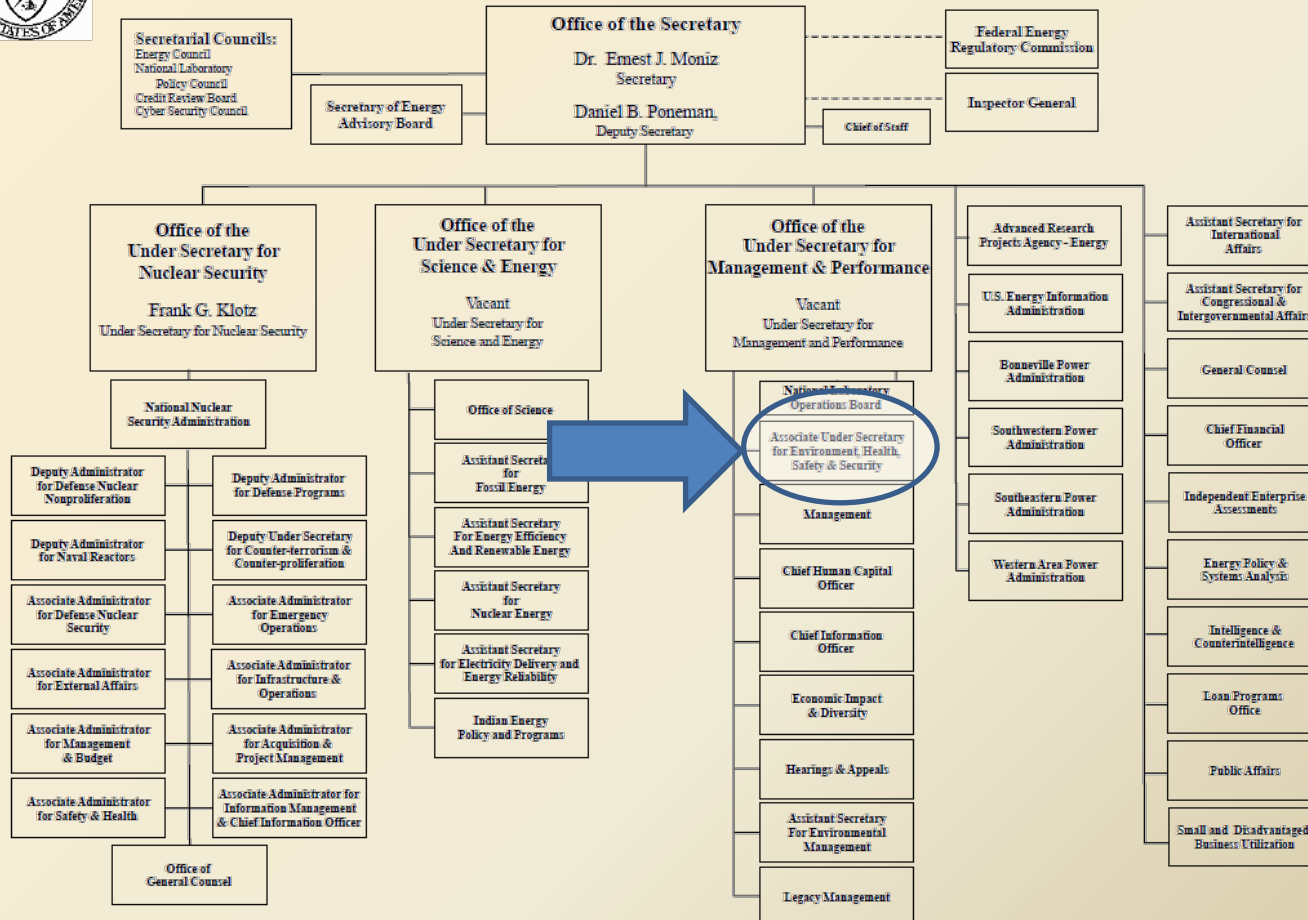 STATES OF AME
Secretarial Councils:
Energy Council
National Laboratory
Policy Council
Credit Review Board
Cyber Security Council
Secretary of Energy
Advisory Board
Office of the Secretary
Dr. Ernest J. Moniz
Secretary
Daniel B. Poneman,
Deputy Secretary
Federal Energy
Regulatory Commission
Inspector General
Chief of Staff
Office of the
Under Secretary for
Nuclear Security
Frank G. Klotz
Under Secretary for Nuclear Security
National Nuclear
Security Administration
Deputy Administrator
for Defense Nuclear
Nonproliferation
Deputy Administrator
for Defense Programs
Deputy Administrator
for Naval Reactors
Deputy Under Secretary
for Counter-terrorism &
Counter-proliferation
Associate Administrator
for Defense Nuclear
Security
Associate Administrator
for Emergency
Operations
Associate Administrator
for External Affairs
Associate Administrator
for Infrastructure &
Operations
Associate Administrator
for Management
& Budget
Associate Administrator
for Acquisition &
Project Management
Associate Administrator
for Safety & Health
Associate Administrator for
Information Management
& Chief Information Officer
Office of
General Counsel
Office of the
Under Secretary for
Science & Energy
Vacant
Under Secretary for
Science and Energy
Office of Science
Assistant Secreta
for
Fossil Energy
Assistant Secretary
For Energy Efficiency
And Renewable Energy
Assistant Secretary
for
Nuclear Energy
Assistant Secretary
for Electricity Delivery and
Energy Reliability
Indian Energy
Policy and Programs
Office of the
Under Secretary for
Management & Performance
Vacant
Under Secretary for
Management and Performance
National Laboratory
Operations Board
Associate Under Secretary
for Environment, Health,
Safety & Security
Management
Chief Human Capital
Officer
Chief Information
Officer
Economic Impact
& Diversity
Hearings & Appeals
Assistant Secretary
For Environmental
Management
Legacy Management
Advanced Research
Projects Agency - Energy
U.S. Energy Information
Administration
Bonneville Power
Administration
Southwestern Power
Administration
Southeastern Power
Administration
Western Area Power
Administration
Assistant Secretary for
International
Affairs
Assistant Secretary for
Congressional &
Intergovernmental Affairs
General Counsel
Chief Financial
Officer
Independent Enterprise
Assessments
Energy Policy &
Systems Analysis
Intelligence &
Counterintelligence
Loan Programs
Office
Public Affairs
Small and Disadvantaged
Business Utilization